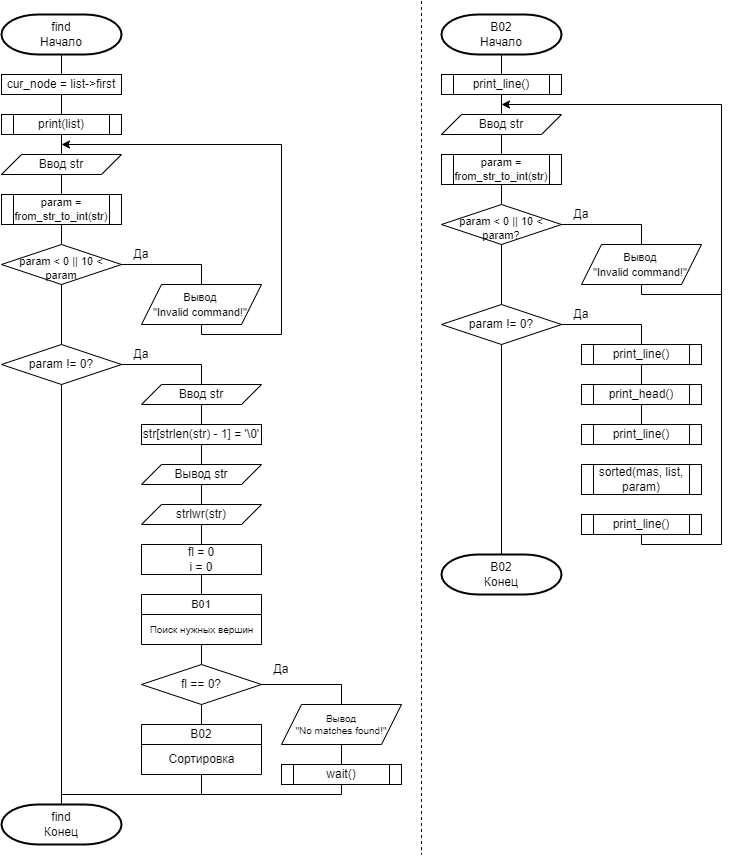 find
Начало
cur_node = list->first
print(list)
Ввод str
param =
from_str_to_int(str)
param < 0 || 10 <
param
Да
Вывод
"Invalid command!"
param != 0?
Да
Ввод str
str[strlen(str) - 1] = '\0'
Вывод str
strlwr(str)
fl = 0
i = 0
B01
Поиск нужных вершин
fl == 0?
Да
Вывод
"No matches found!"
wait()
B02
Сортировка
find
Конец
B02
Начало
print_line()
Ввод str
param =
from_str_to_int(str)
param < 0 || 10 <
param?
Да
Вывод
"Invalid command!"
param != 0?
Да
print_line()
print_head()
print_line()
sorted(mas, list,
param)
print_line()
B02
Конец